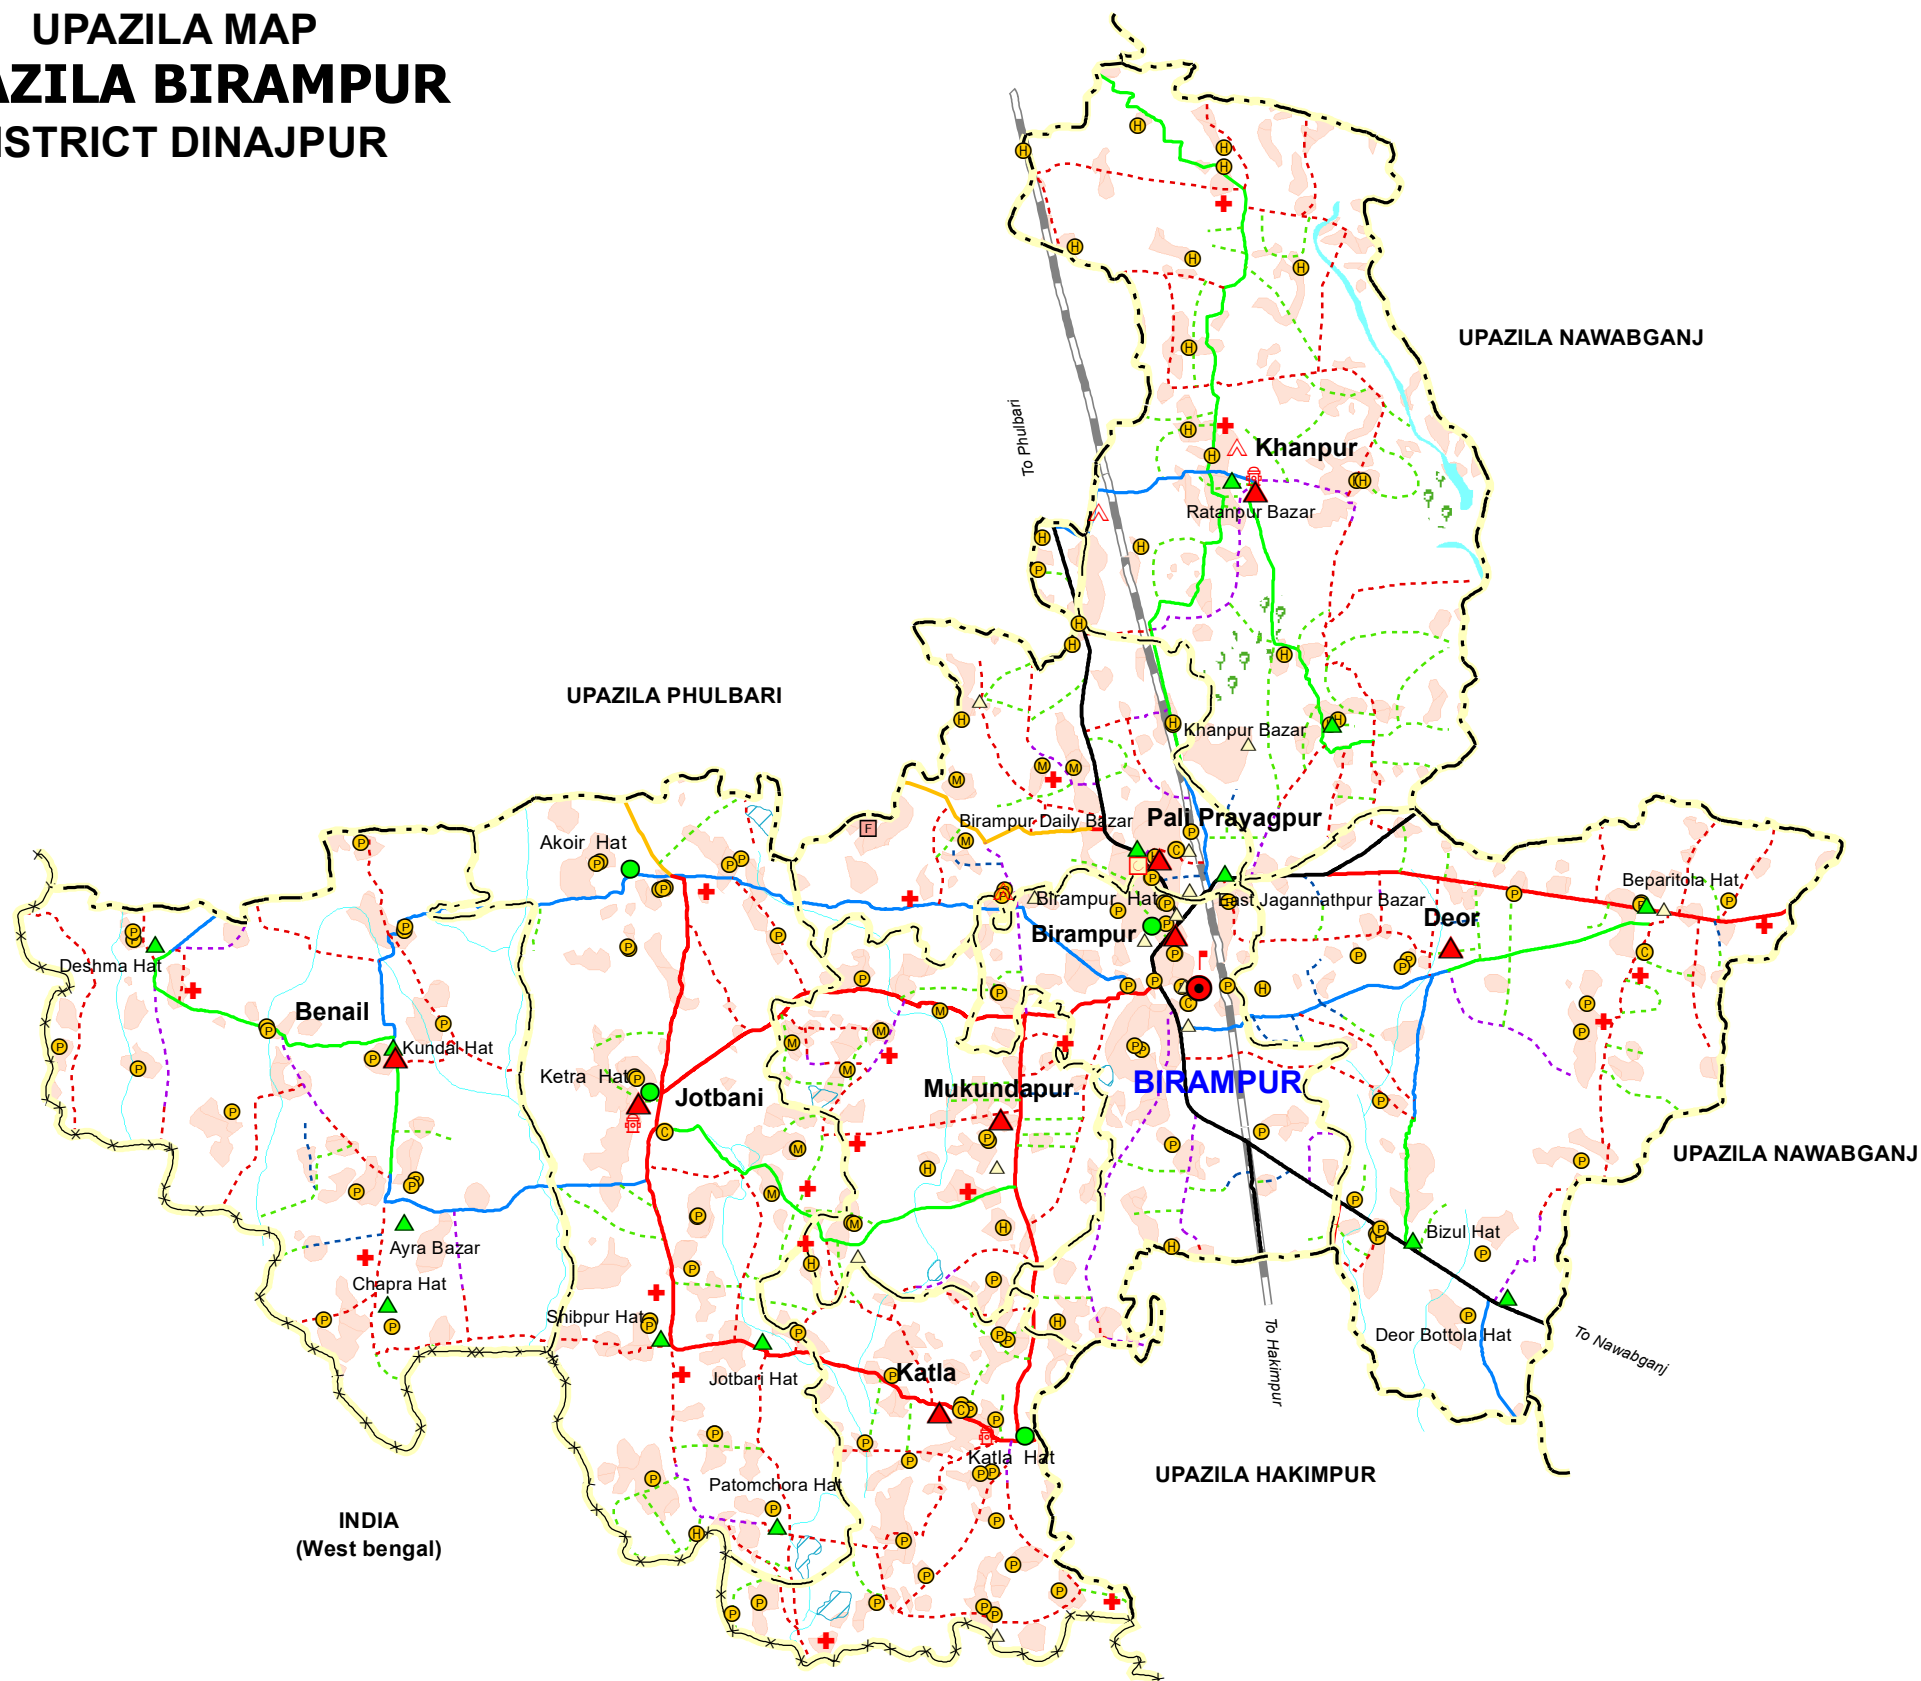 UPAZILA MAP
AZILA BIRAMPUR
ISTRICT DINAJPUR
UPAZILA NAWABGANJ
To Phulbari
Khanpur
Ratanpur Bazar
UPAZILA PHULBARI
Khanpur Bazar
Birampur Daily Bazar
Pali Prayagpur
Akoir Hat
F
Beparitola Hat
Birampur Hat
East Jagannathpur Bazar
Deor
Birampur
Deshma Hat
Benail
Kundal Hat
Ketra Hat
Jotbani
Mukundapur
BIRAMPUR
UPAZILA NAWABGANJ
Ayra Bazar
Bizul Hat
Chapra Hat
Shibpur Hat
Deor Bottola Hat
To Nawabganj
To Hakimpur
Jotbari Hat
Katla
Katla Hat
UPAZILA HAKIMPUR
Patomchora Hat
INDIA
(West bengal)